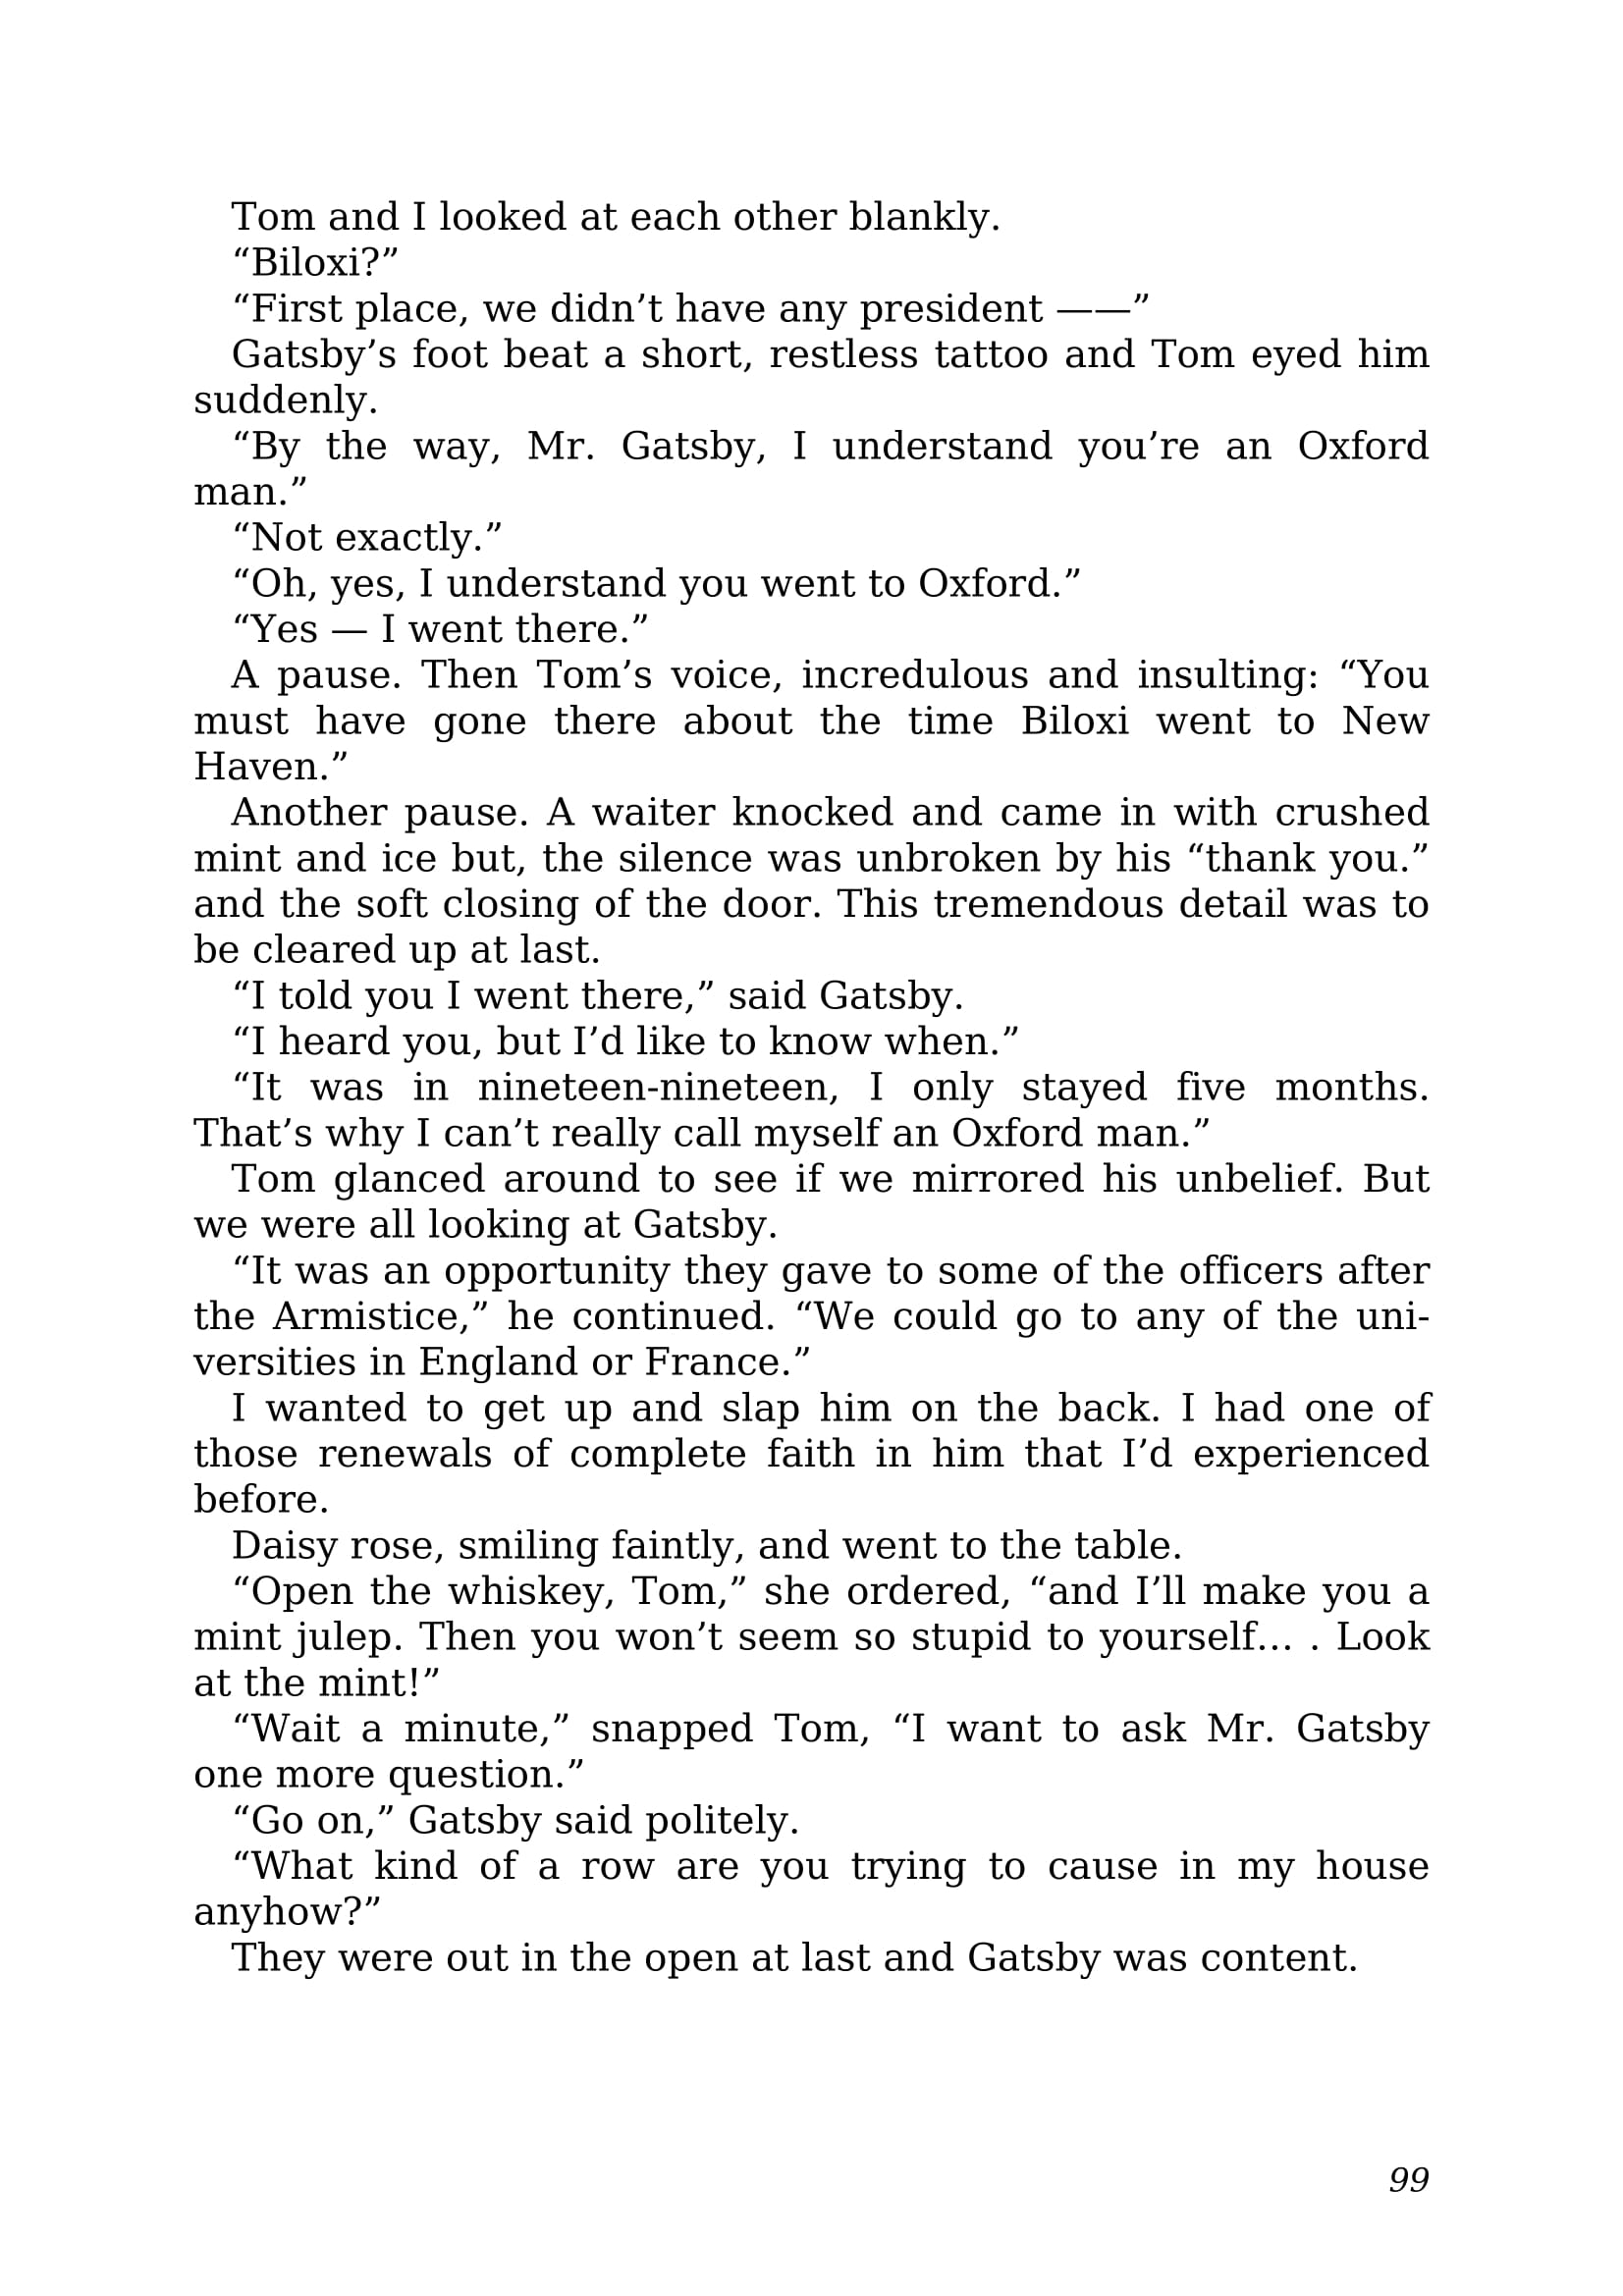 Tom and I looked at each other blankly.
“Biloxi?”
“First place, we didn’t have any president ——”
Gatsby’s foot beat a short, restless tattoo and Tom eyed him
suddenly.
“By the way, Mr. Gatsby, I understand you’re an Oxford
man.”
“Not exactly.”
“Oh, yes, I understand you went to Oxford.”
“Yes — I went there.”
A pause. Then Tom’s voice, incredulous and insulting: “You
must have gone there about the time Biloxi went to New
Haven.”
Another pause. A waiter knocked and came in with crushed
mint and ice but, the silence was unbroken by his “thank you.”
and the soft closing of the door. This tremendous detail was to
be cleared up at last.
“I told you I went there,” said Gatsby.
“I heard you, but I’d like to know when.”
“It was in nineteen-nineteen, I only stayed five months.
That’s why I can’t really call myself an Oxford man.”
Tom glanced around to see if we mirrored his unbelief. But
we were all looking at Gatsby.
“It was an opportunity they gave to some of the officers after
the Armistice,” he continued. “We could go to any of the uni-
versities in England or France.”
I wanted to get up and slap him on the back. I had one of
those renewals of complete faith in him that I’d experienced
before.
Daisy rose, smiling faintly, and went to the table.
“Open the whiskey, Tom,” she ordered, “and I’ll make you a
mint julep. Then you won’t seem so stupid to yourself… . Look
at the mint!”
“Wait a minute,” snapped Tom, “I want to ask Mr. Gatsby
one more question.”
“Go on,” Gatsby said politely.
“What kind of a row are you trying to cause in my house
anyhow?”
They were out in the open at last and Gatsby was content.
99